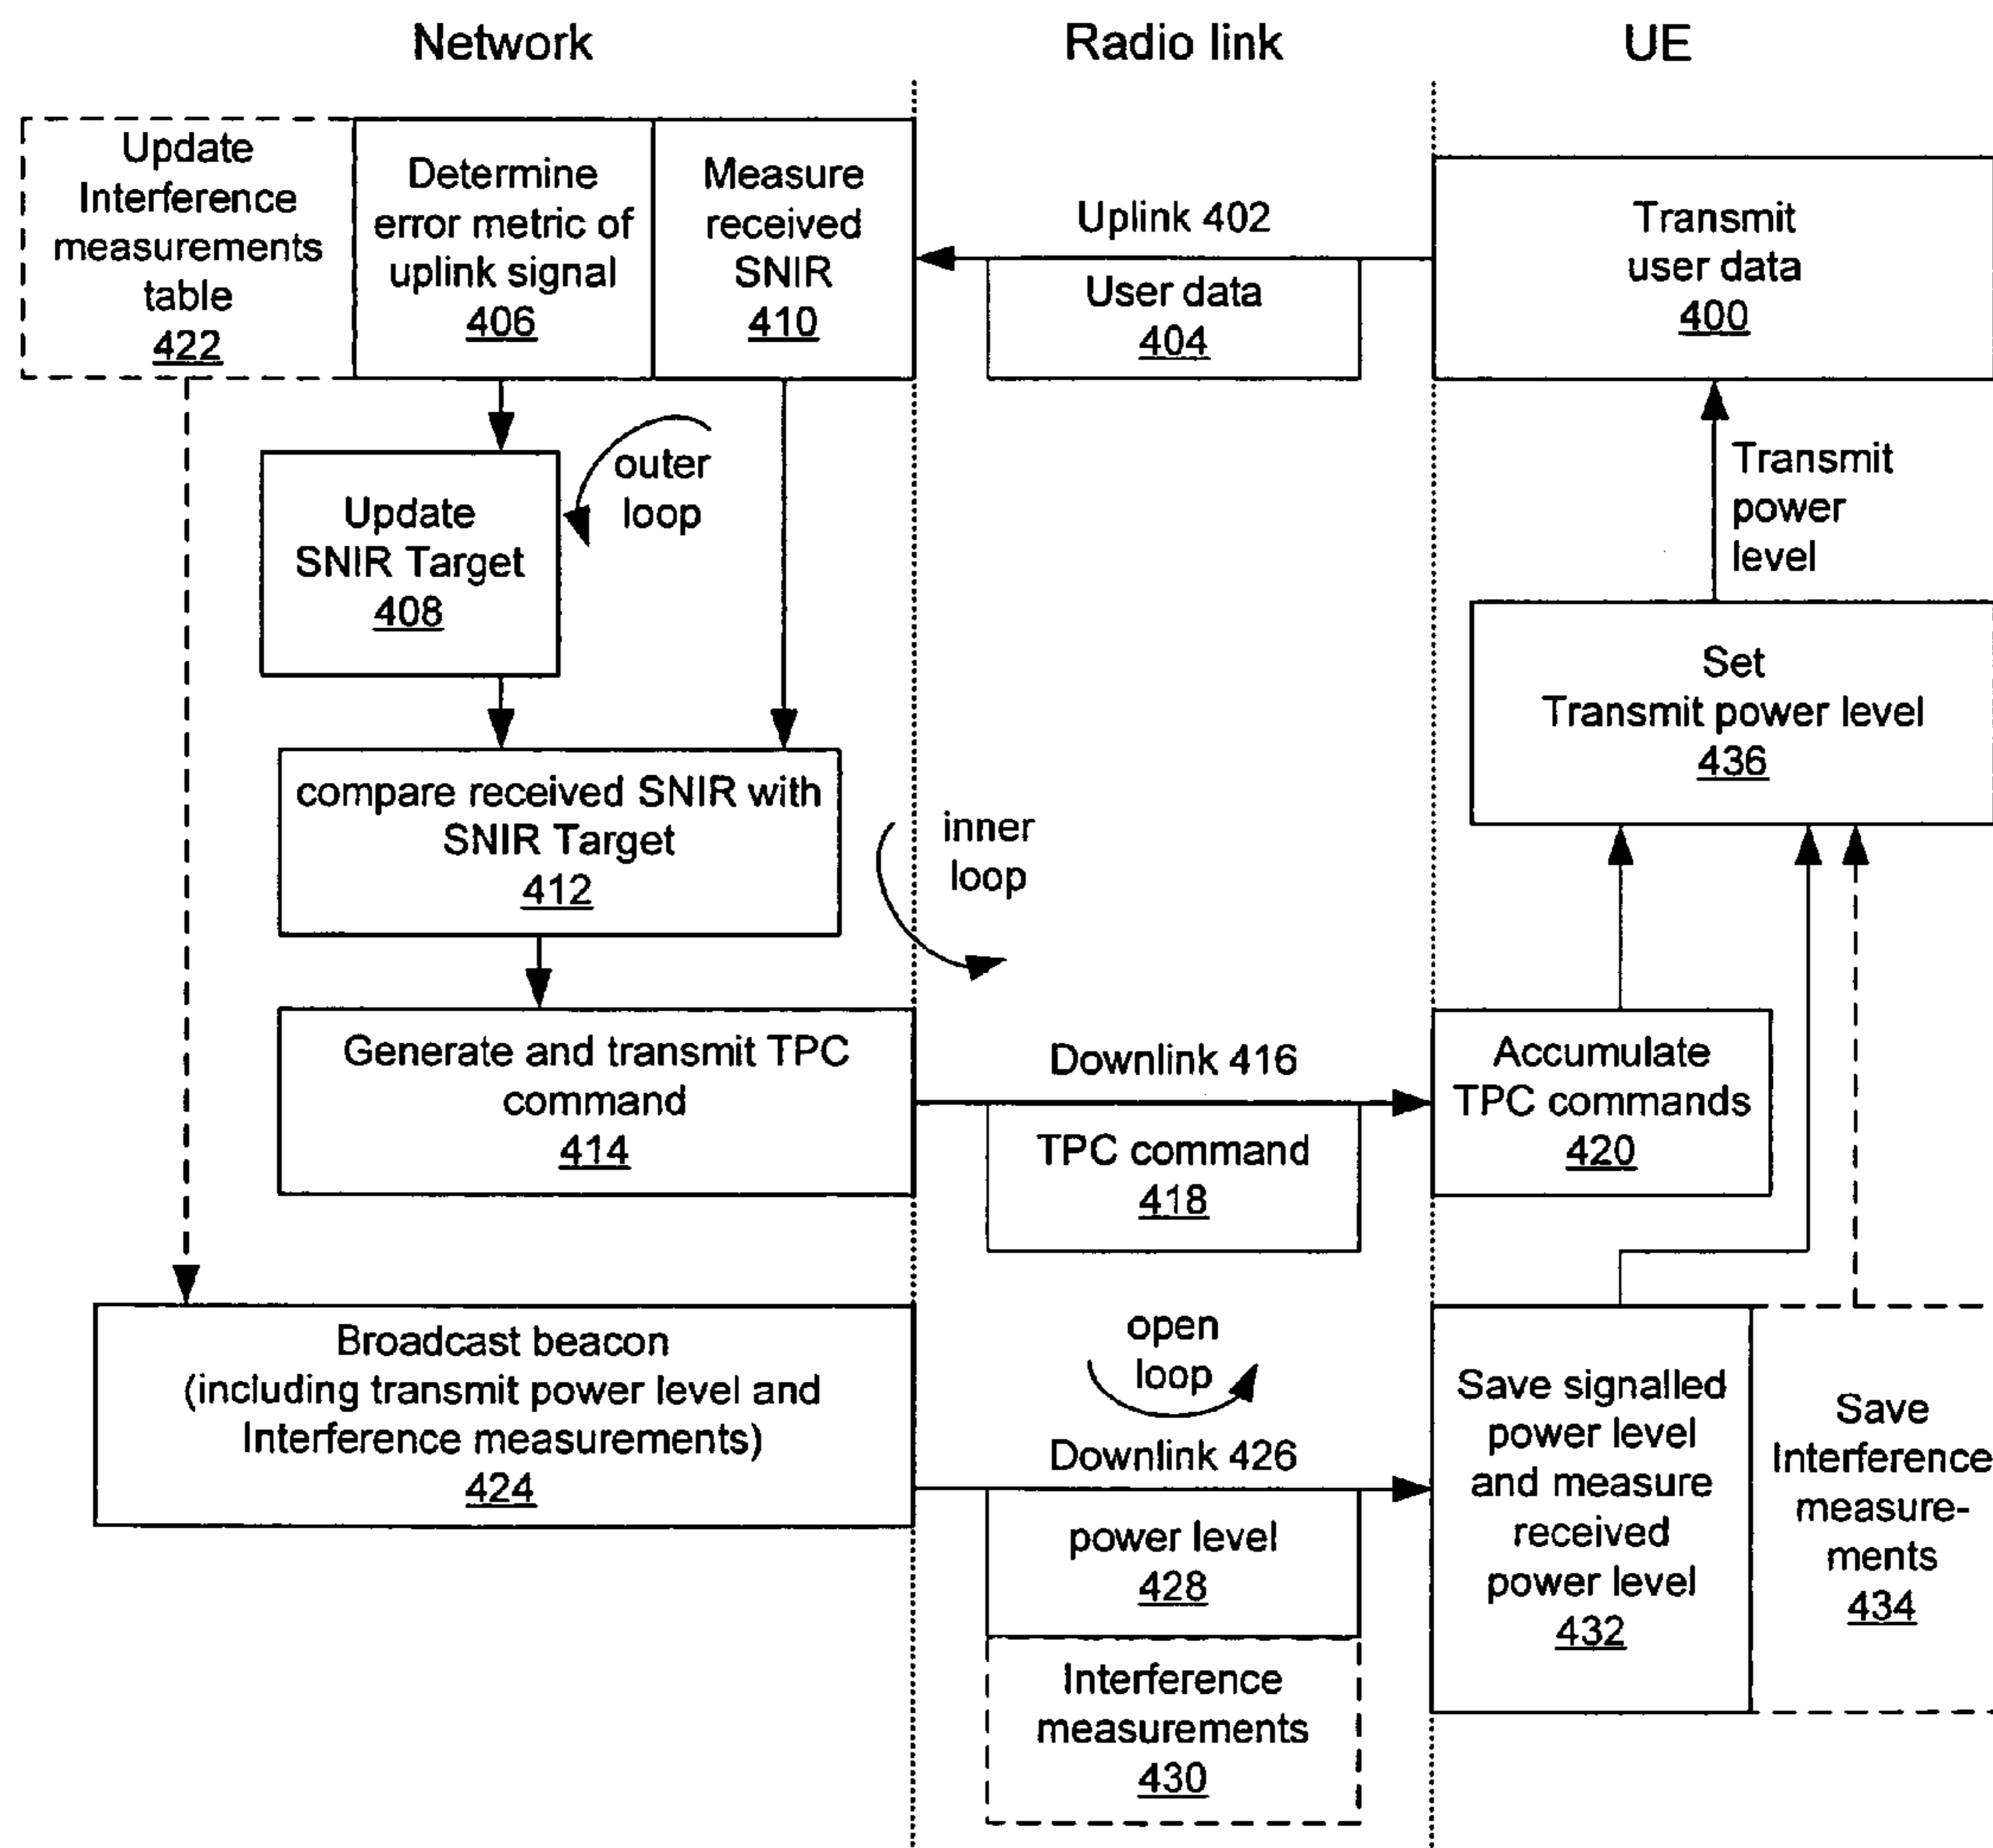 Network
Radio link
UE
Update
Interference
measurements
table
422
Determine
error metric of
uplink signal
406
Measure
received
SNIR
410
Uplink 402
User data
404
Transmit
user data
400
outer
loop
Update
SNIR Target
408
Transmit
power
level
Set
Transmit power level
436
compare received SNIR with
SNIR Target
412
inner
loop
Generate and transmit TPC
command
414
Downlink 416
TPC command
418
Accumulate
TPC commands
420
Broadcast beacon
(including transmit power level and
Interference measurements)
424
open
loop
Downlink 426
power level
428
Interference
measurements
430
Save signalled
power level
and measure
received
power level
432
Save
Interference
measure-
ments
434